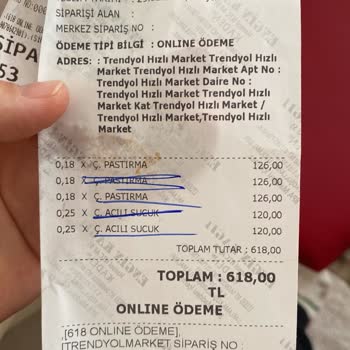 SİPARİŞİ ALAN :
MERKEZ SİPARİŞ NO :
ÖDEME TİPİ BİLGİ : ONLINE ÖDEME
ADRES: : Trendyol Hızlı Market Trendyol Hızlı
Market Trendyol Hızlı Market Apt No :
Trendyol Hızlı Market Daire No :
Trendyol Hızlı Market Trendyol Hızlı
Market Kat Trendyol Hızlı Market /
Trendyol Hızlı Market,Trendyol Hızlı
Market
0,18 X Ç. PASTIRMA 126,00
0,18 X Ç. PASTIRMA 126,00
0,18 X Ç. PASTIRMA 126,00
0,25 X Ç. ACILI SUCUK 120,00
0,25 X Ç. ACILI SUCUK 120,00
TOPLAM TUTAR : 618,00
TOPLAM : 618,00
TL
ONLINE ÖDEME
,[618 ONLINE ÖDEME],
[TRENDYOLMARKET SİPARİŞ NO :
SİPA
53